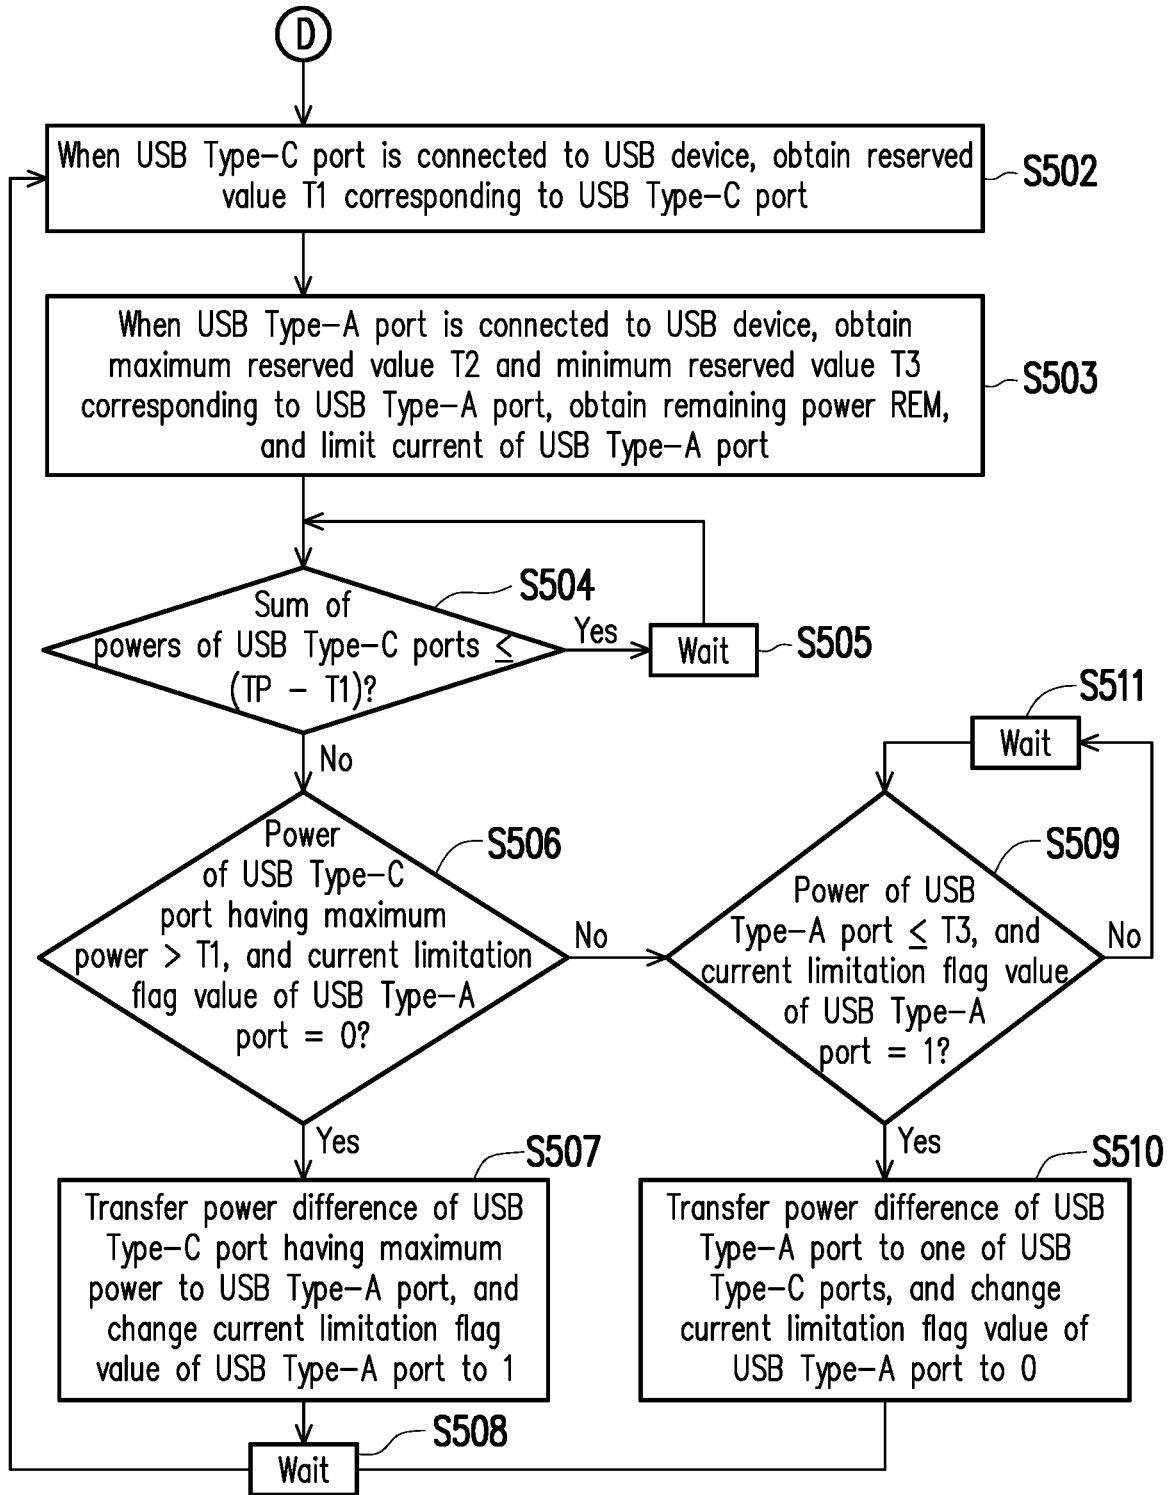 D
When USB Type-C port is connected to USB device, obtain reserved
value T1 corresponding to USB Type-C port
S502
When USB Type-A port is connected to USB device, obtain
maximum reserved value T2 and minimum reserved value T3
corresponding to USB Type-A port, obtain remaining power REM,
and limit current of USB Type-A port
S503
Sum of
powers of USB Type-C ports ≤
(TP - T1)?
S504
Yes
Wait
S505
No
S511
Wait
Power
of USB Type-C
port having maximum
power > T1, and current limitation
flag value of USB Type-A
port = 0?
S506
No
Power of USB
Type-A port ≤ T3, and
current limitation flag value
of USB Type-A
port = 1?
S509
No
Yes
Yes
Transfer power difference of USB
Type-C port having maximum
power to USB Type-A port, and
change current limitation flag
value of USB Type-A port to 1
S507
Transfer power difference of USB
Type-A port to one of USB
Type-C ports, and change
current limitation flag value of
USB Type-A port to 0
S510
Wait
S508